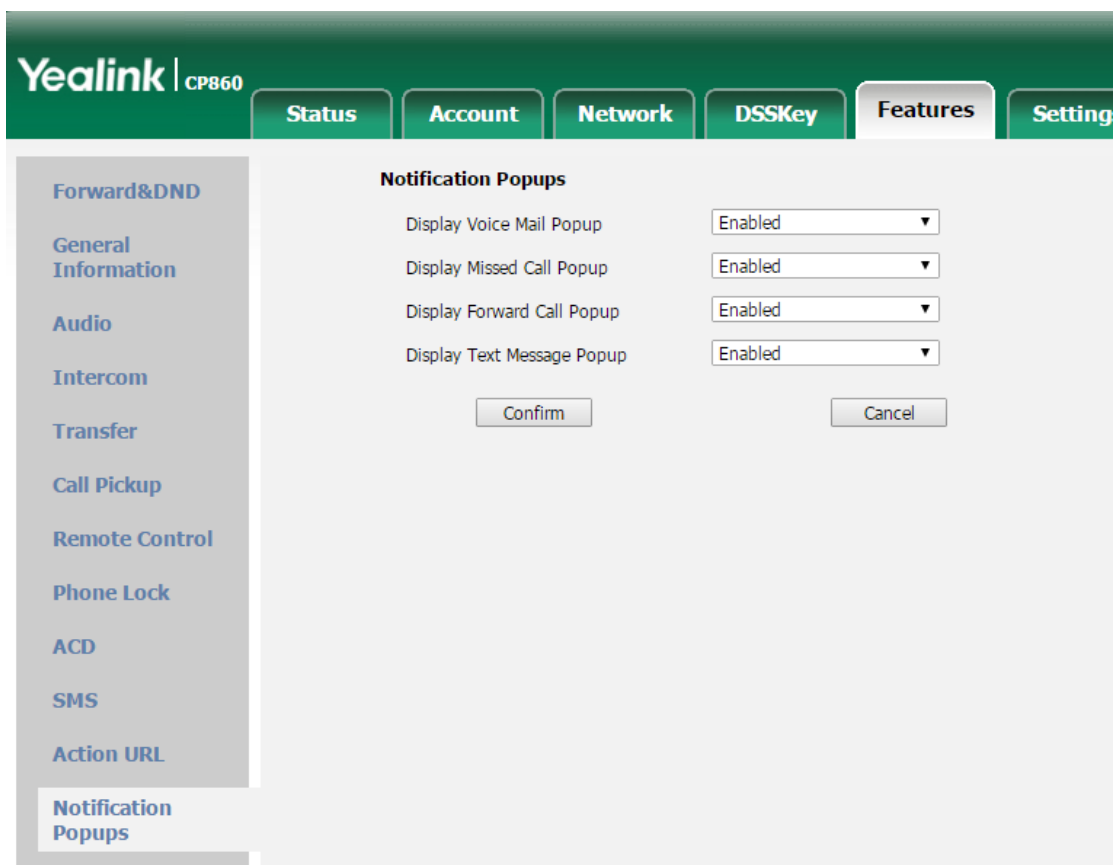 Yealink | CP860
Status
Account
Network
DSSKey
Features
Setting
Forward&DND
General
Information
Audio
Intercom
Transfer
Call Pickup
Remote Control
Phone Lock
ACD
SMS
Action URL
Notification
Popups
Notification Popups
Display Voice Mail Popup Enabled
Display Missed Call Popup Enabled
Display Forward Call Popup Enabled
Display Text Message Popup Enabled
Confirm Cancel